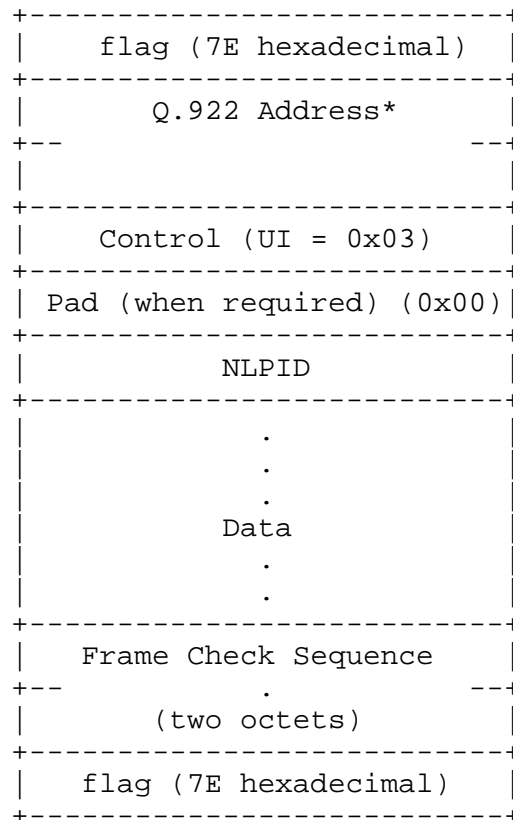 +---------------------------+
|    flag (7E hexadecimal)  |
+---------------------------+
|       Q.922 Address*      |
+--                       --+
|                           |
+---------------------------+
|    Control (UI = 0x03)    |
+---------------------------+
| Pad (when required) (0x00)|
+---------------------------+
|           NLPID           |
+---------------------------+
|             .             |
|             .             |
|             .             |
|           Data            |
|             .             |
|             .             |
+---------------------------+
|   Frame Check Sequence    |
+--           .           --+
|       (two octets)        |
+---------------------------+
|   flag (7E hexadecimal)   |
+---------------------------+